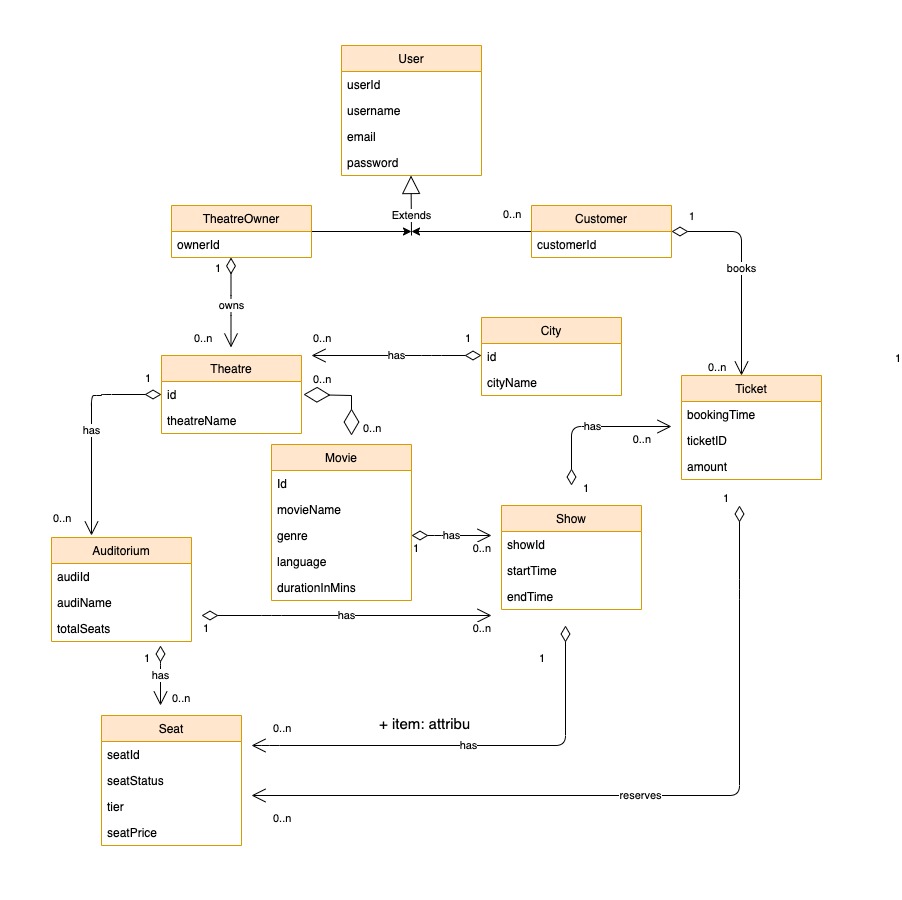 User
userId
username
email
password
Extends
TheatreOwner
ownerId
0..n
Customer
customerId
1
1
owns
0..n
books
0..n
City
id
cityName
1
has
0..n
1
Theatre
id
theatreName
1
has
0..n
0..n
0..n
Ticket
bookingTime
ticketID
amount
has
0..n
1
Movie
Id
movieName
genre
language
durationInMins
1
has
0..n
Show
showId
startTime
endTime
1
Auditorium
audiId
audiName
totalSeats
1
has
0..n
1
has
0..n
1
+ item: attribu
0..n
has
Seat
seatId
seatStatus
tier
seatPrice
reserves
0..n